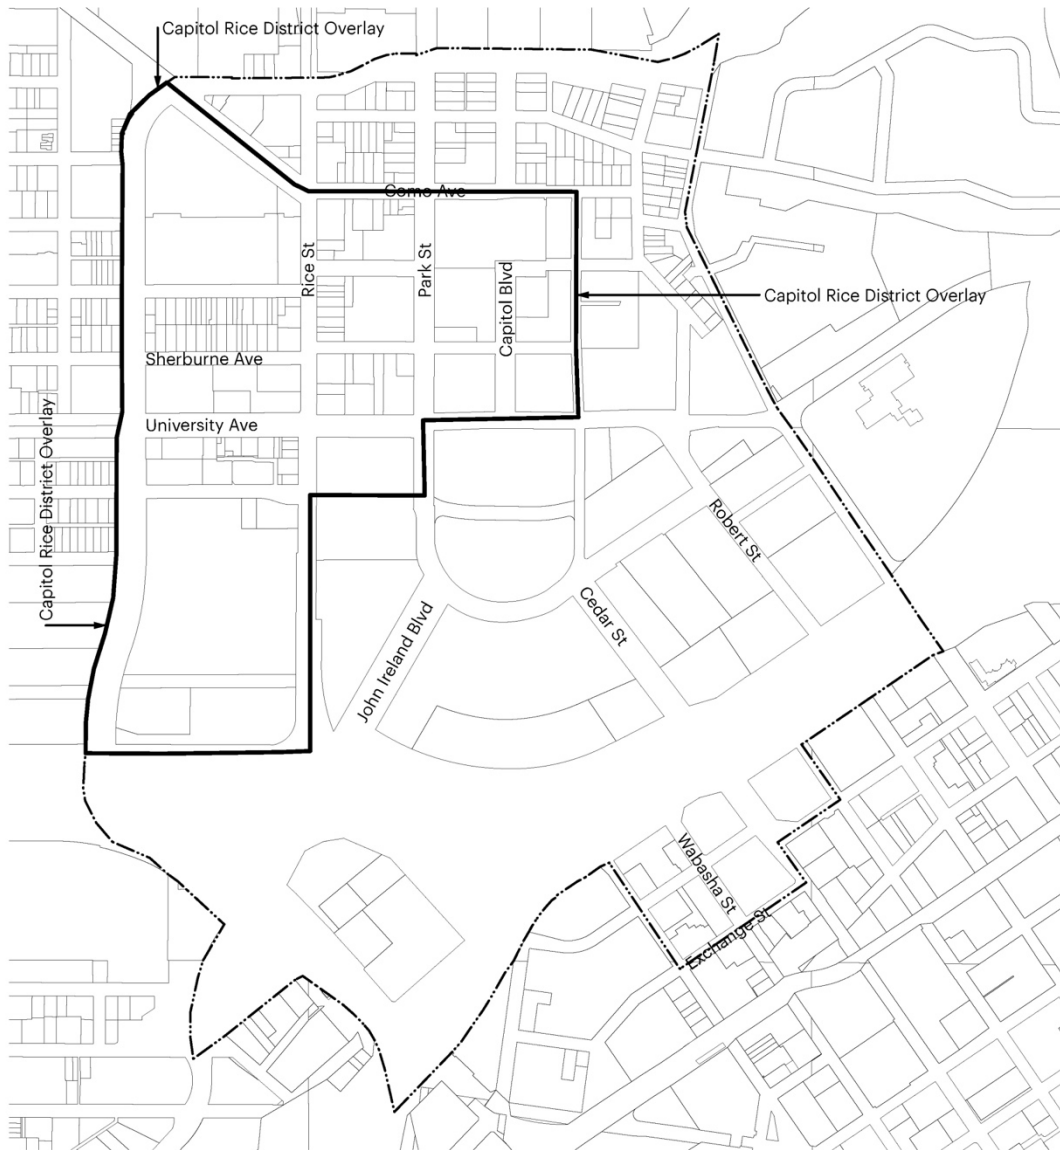 Capitol Rice District Overlay
Como Ave
Rice St
Park St
Capitol Blvd
Capitol Rice District Overlay
Sherburne Ave
University Ave
Capitol Rice District Overlay
Robert St
Cedar St
John Ireland Blvd
Wabasha St
Exchange St